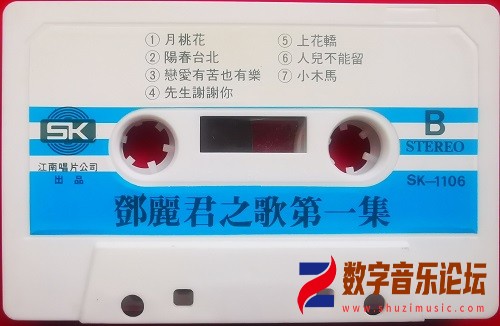 ① 月桃花
② 陽春台北
③ 戀愛有苦也有樂
④ 先生謝謝你
⑤ 上花轎
⑥ 人兒不能留
⑦ 小木馬
SK
江南唱片公司
出品
B
STEREO
SK-1106
鄧麗君之歌第一集
数字音乐论坛
www.shuzimusic.com